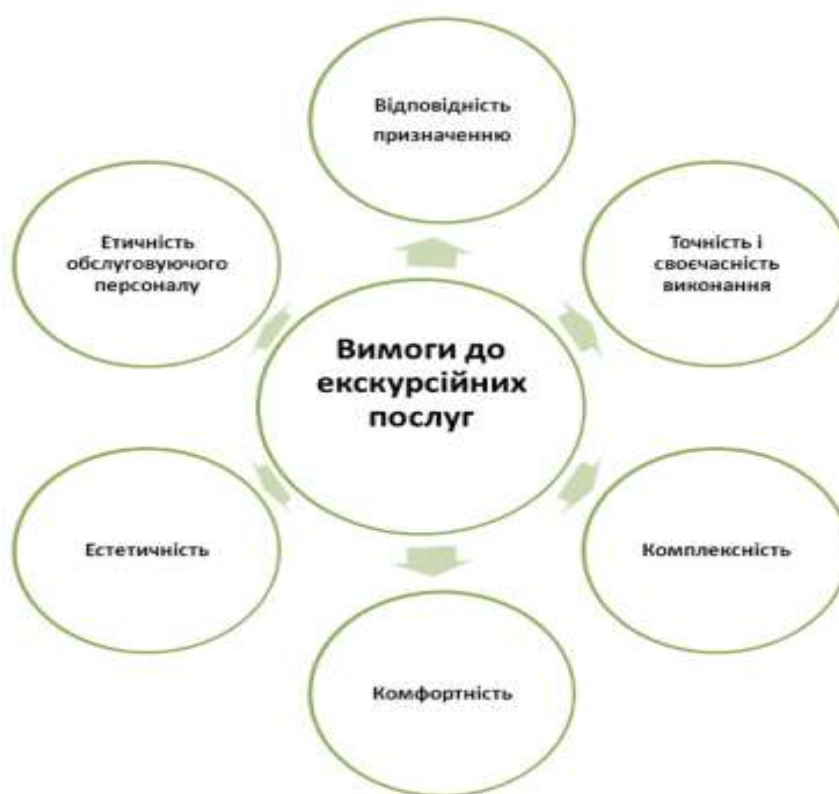 Відповідність
призначенню
Етичність
обслуговуючого
персоналу
Точність і
своєчасність
виконання
Вимоги до
екскурсійних
послуг
Естетичність
Комплексність
Комфортність